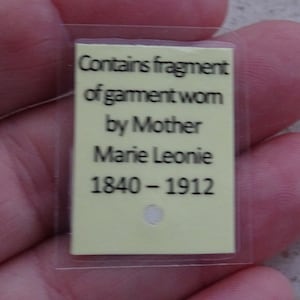 Contains fragment
of garment worn
by Mother
Marie Leonie
1840 – 1912